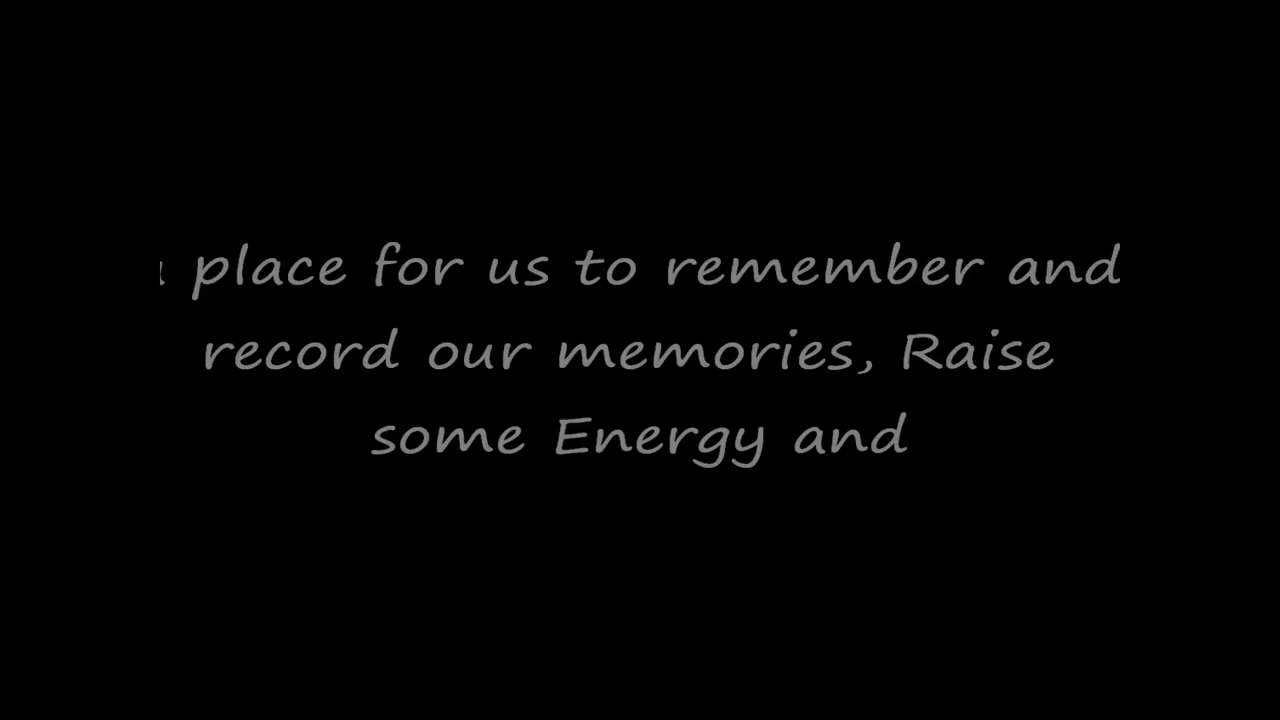 place for us to remember and
record our memories, Raise
some Energy and